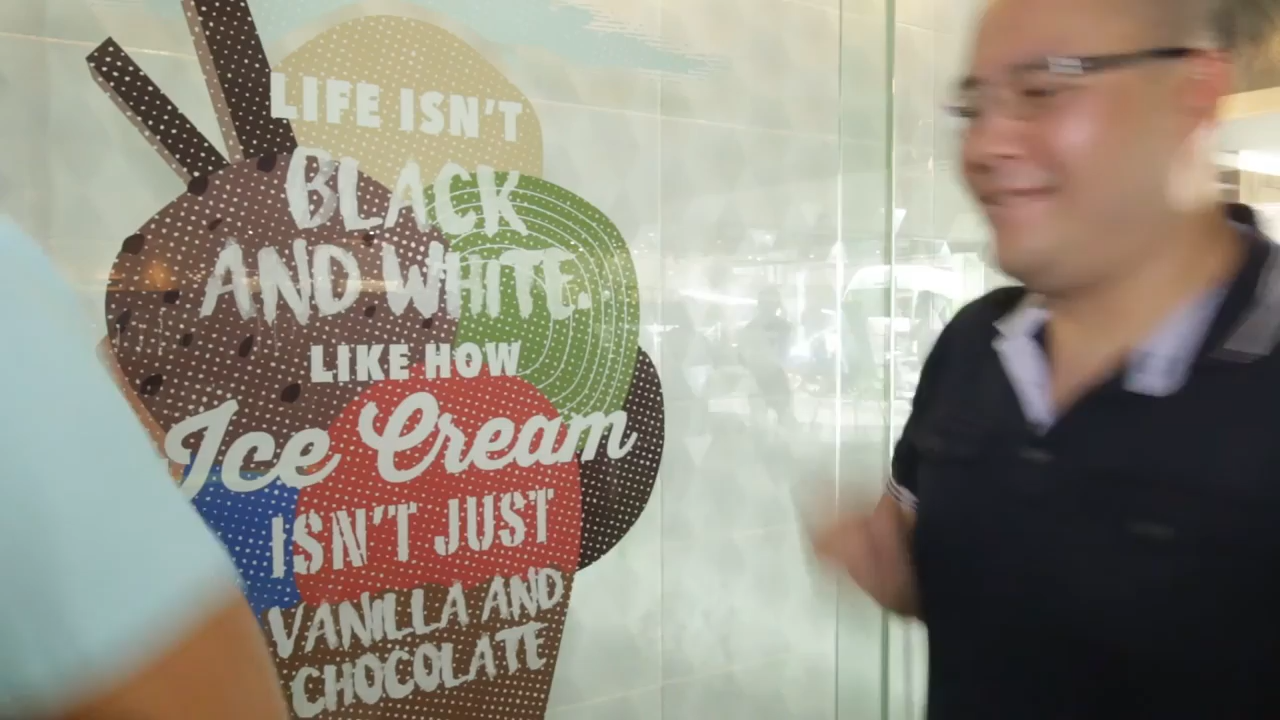 LIFE ISN'T
BLACK
AND WHITE.
LIKE HOW
Ice Cream
ISN'T JUST
VANILLA AND
CHOCOLATE